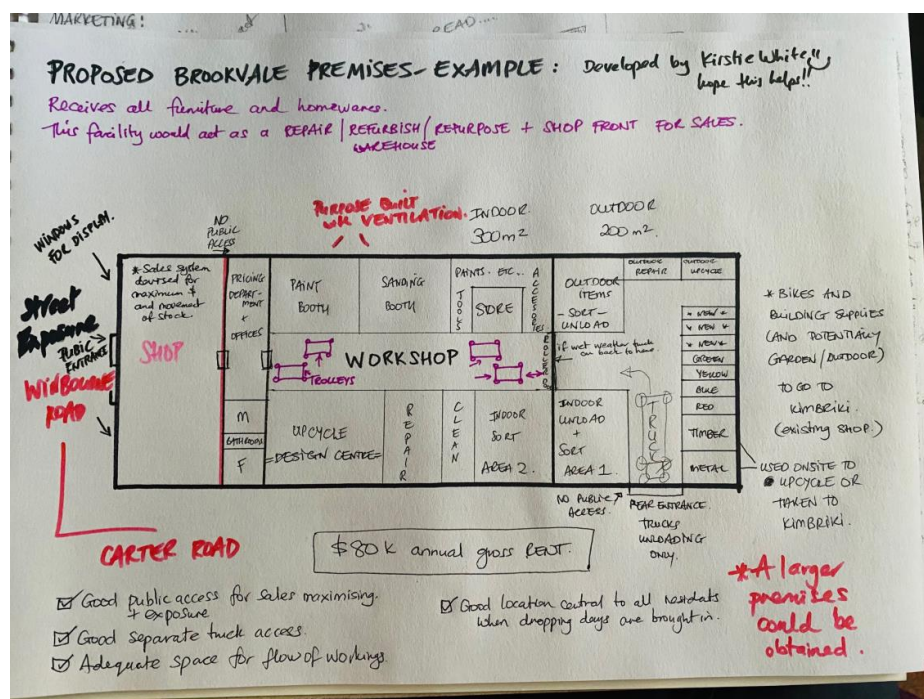 MARKETING:
PROPOSED BROOKVALE PREMISES - EXAMPLE : Developed by Kirstie White
hope this helps!!
Receives all furniture and homewares.
This facility would act as a REPAIR / REFURBISH / RETURPOSE + SHOP FRONT FOR SALES.
WAREHOUSE
WINDOWS
FOR DISPLAY.
Street
Exposure
PUBIC
ENTRANCE
WINBOURNE
ROAD
CARTER ROAD
NO
PUBLIC
ACCESS
PURPOSE BUILT
VENTILATION.
INDOOR
300m²
OUTDOOR
200m²
* Sales system
devised for
maximum
and movement
of stock.
SHOP
PRICING
DEPART-
MENT
+
OFFICES
M
BATHROOM
F
PAINT
BOOTH
SANDING
BOOTH
PAINTS. ETC..
TOOLS
STORE
ACCESSORIES
WORKSHOP
TROLLEYS
UPCYCLE
=DESIGN CENTRE=
REPAIR
CLEAN
INDOOR
SORT
AREA 2.
OUTDOOR
ITEMS
- SORT -
UNLOAD
if wet weather truck
can back to here
INDOOR
UNLOAD
+
SORT
AREA 1.
TRUCK
OUTDOOR
REPAIR
OUTDOOR
UPCYCLE
* NEW *
* NEW *
* NEW *
GREEN
YELLOW
BLUE
RED
TIMBER
METAL
NO PUBLIC
ACCESS.
REAR ENTRANCE.
TRUCKS
UNLOADING
ONLY.
* BIKES AND
BUILDING SUPPLIES
(AND POTENTIALLY
GARDEN / OUTDOOR)
TO GO TO
KIMBRIKI
(existing SHOP.)
USED ONSITE TO
UPCYCLE OR
TAKEN TO
KIMBRIKI.
$80K annual gross RENT.
Good public access for sales maximising.
+ exposure
Good separate truck access.
Adequate space for flow of workings.
Good location central to all residats
when dropping days are brought in.
* A larger
premises
could be
obtained.